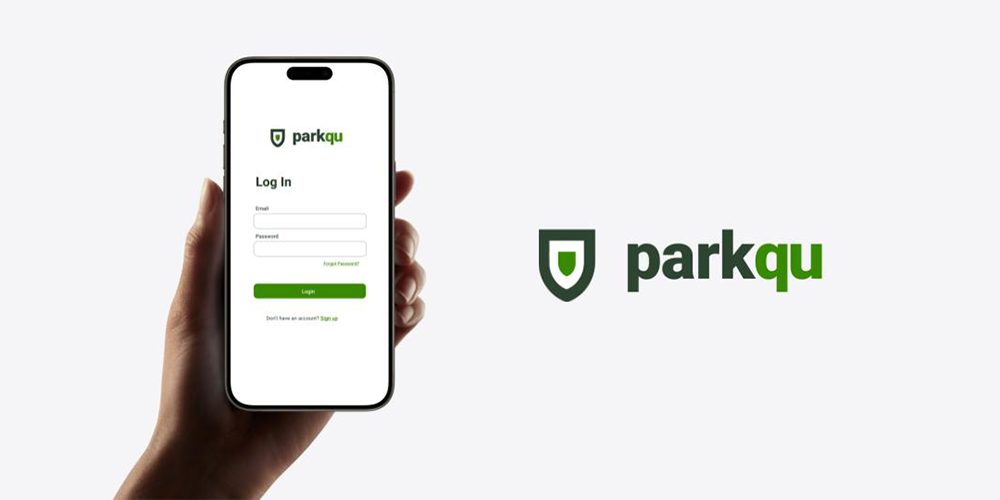 parkqu
Log In
Email
Password
Forgot Password?
Login
Don't have an account? Sign up
parkqu